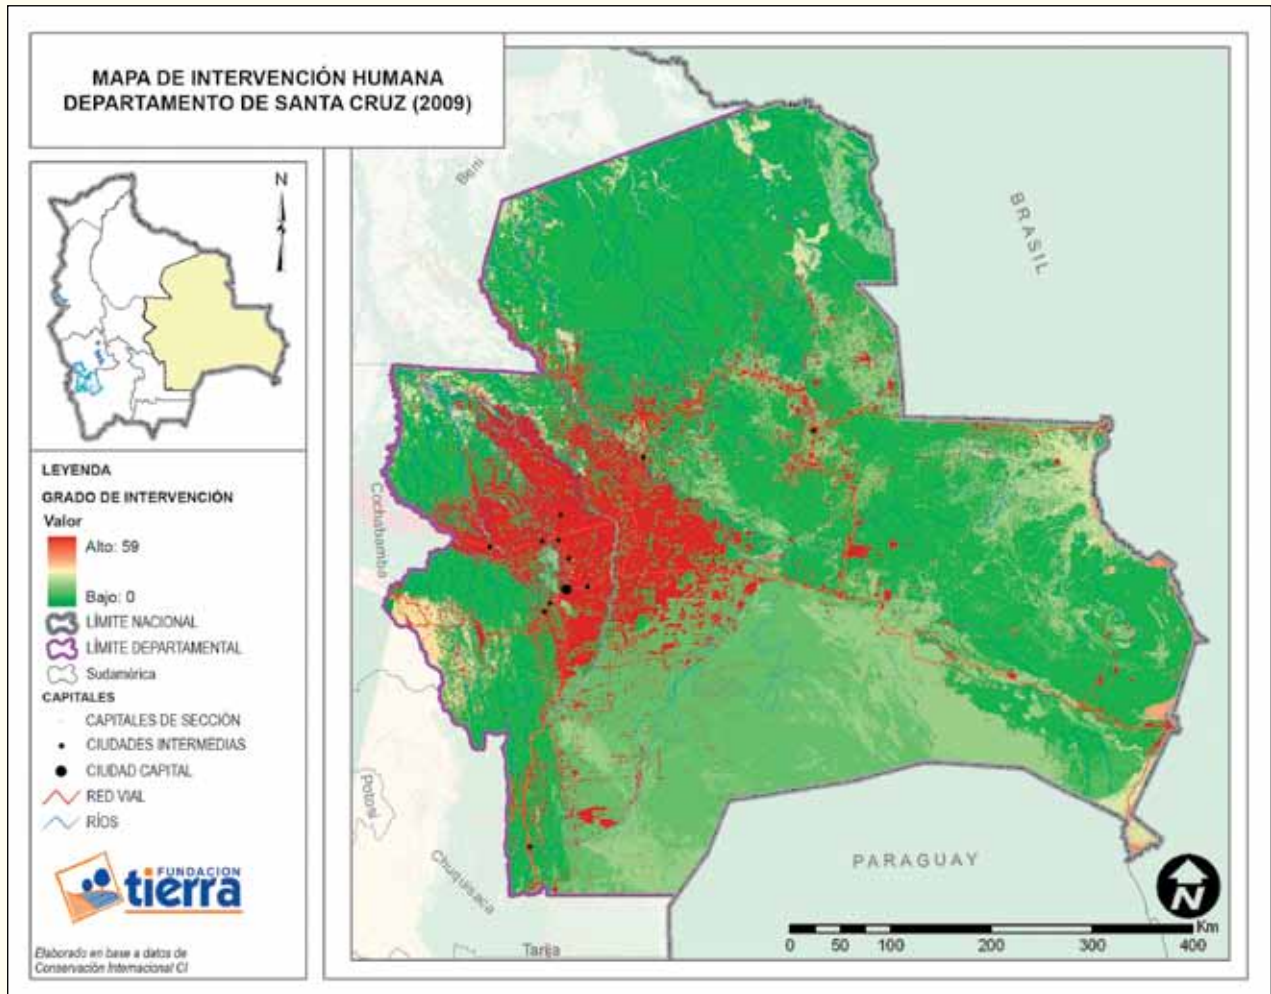 MAPA DE INTERVENCIÓN HUMANA
DEPARTAMENTO DE SANTA CRUZ (2009)
N
LEYENDA
GRADO DE INTERVENCIÓN
Valor
Alto: 59
Bajo: 0
LÍMITE NACIONAL
LÍMITE DEPARTAMENTAL
Sudamérica
CAPITALES
CAPITALES DE SECCIÓN
CIUDADES INTERMEDIAS
CIUDAD CAPITAL
RED VIAL
RÍOS
FUNDACION
tierra
Elaborado en base a datos de
Conservación Internacional CI
Beni
BRASIL
Cochabamba
Potosí
Chuquisaca
Tarija
PARAGUAY
N
0 50 100 200 300 400 Km